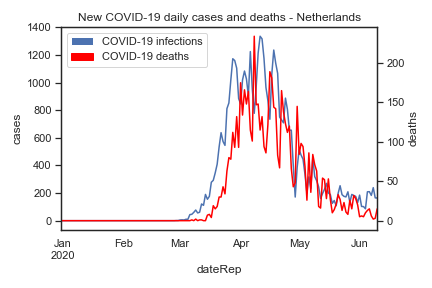 New COVID-19 daily cases and deaths - Netherlands
COVID-19 infections
COVID-19 deaths
1400
1200
1000
800
600
400
200
0
cases
200
150
100
50
0
deaths
Jan Feb Mar Apr May Jun
2020
dateRep